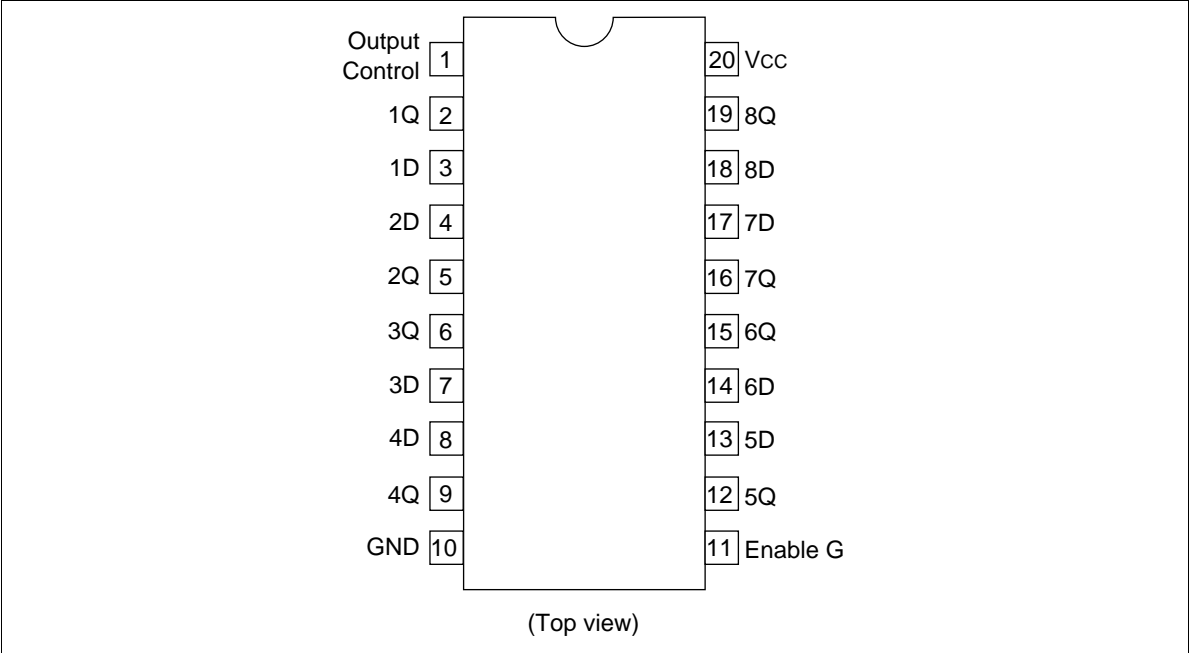 Output
Control 1
1Q 2
1D 3
2D 4
2Q 5
3Q 6
3D 7
4D 8
4Q 9
GND 10
20 VCC
19 8Q
18 8D
17 7D
16 7Q
15 6Q
14 6D
13 5D
12 5Q
11 Enable G
(Top view)